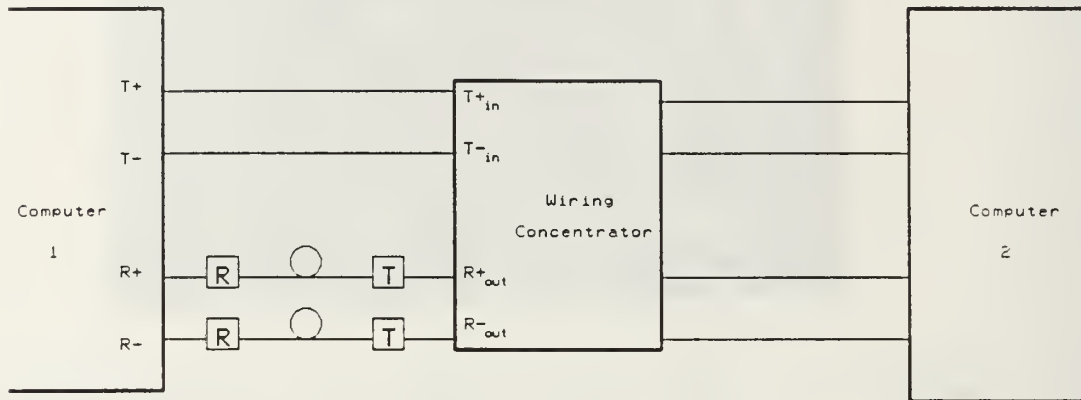 T+
T-
Computer
1
R+
R-
R
T
R
T
T+in
T-in
Wiring
Concentrator
R+out
R-out
Computer
2